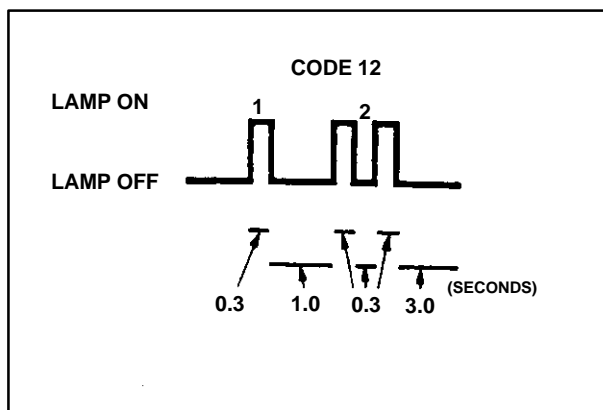 CODE 12
LAMP ON
1 2
LAMP OFF
0.3 1.0 0.3 3.0 (SECONDS)